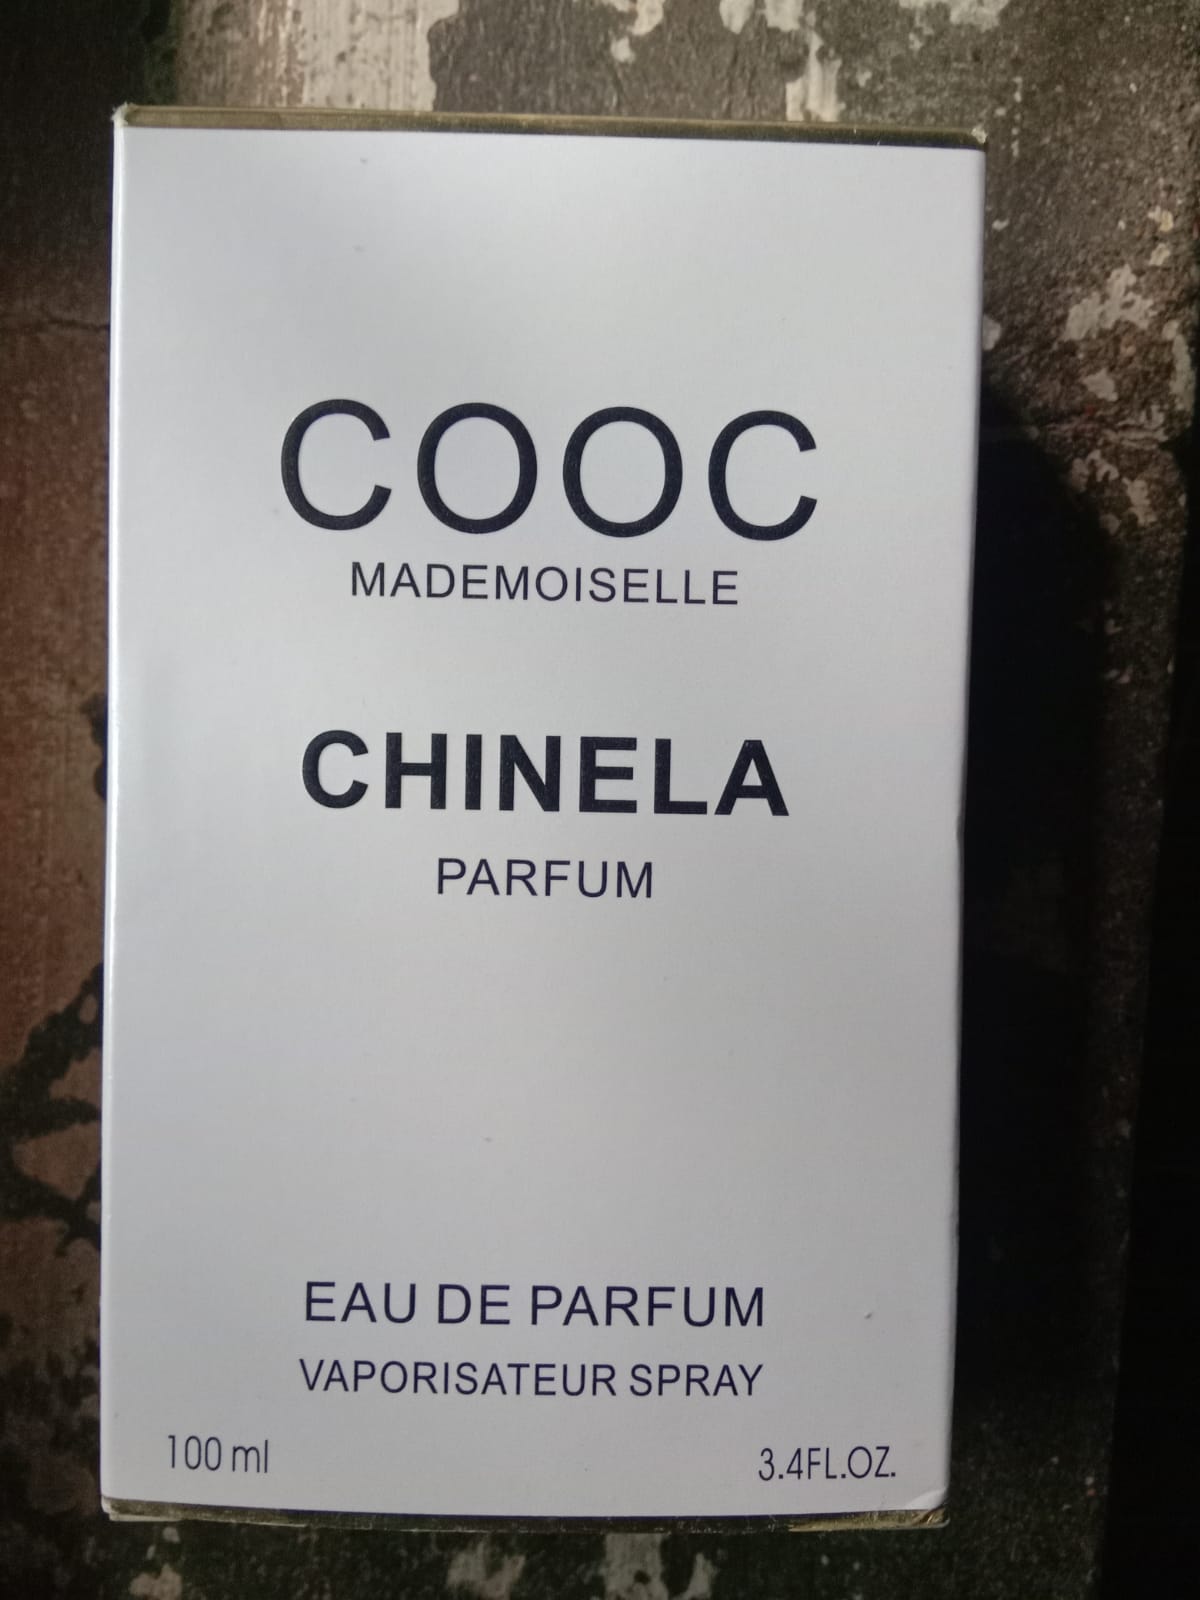 COOC
MADEMOISELLE
CHINELA
PARFUM
EAU DE PARFUM
VAPORISATEUR SPRAY
100 ml
3.4FL.OZ.